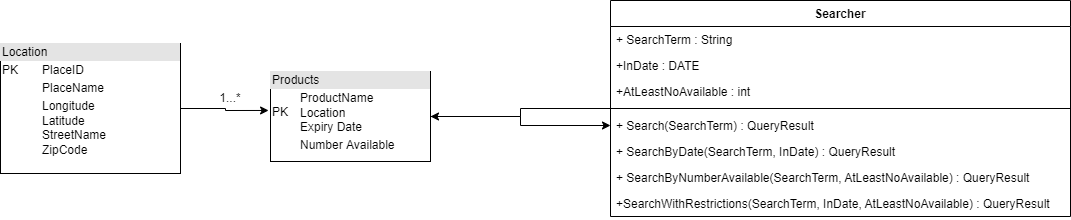 Location
PK PlaceID
PlaceName
Longitude
Latitude
StreetName
ZipCode
1...*
Products
ProductName
PK Location
Expiry Date
Number Available
Searcher
+ SearchTerm : String
+InDate : DATE
+AtLeastNoAvailable : int
+ Search(SearchTerm) : QueryResult
+ SearchByDate(SearchTerm, InDate) : QueryResult
+ SearchByNumberAvailable(SearchTerm, AtLeastNoAvailable) : QueryResult
+SearchWithRestrictions(SearchTerm, InDate, AtLeastNoAvailable) : QueryResult